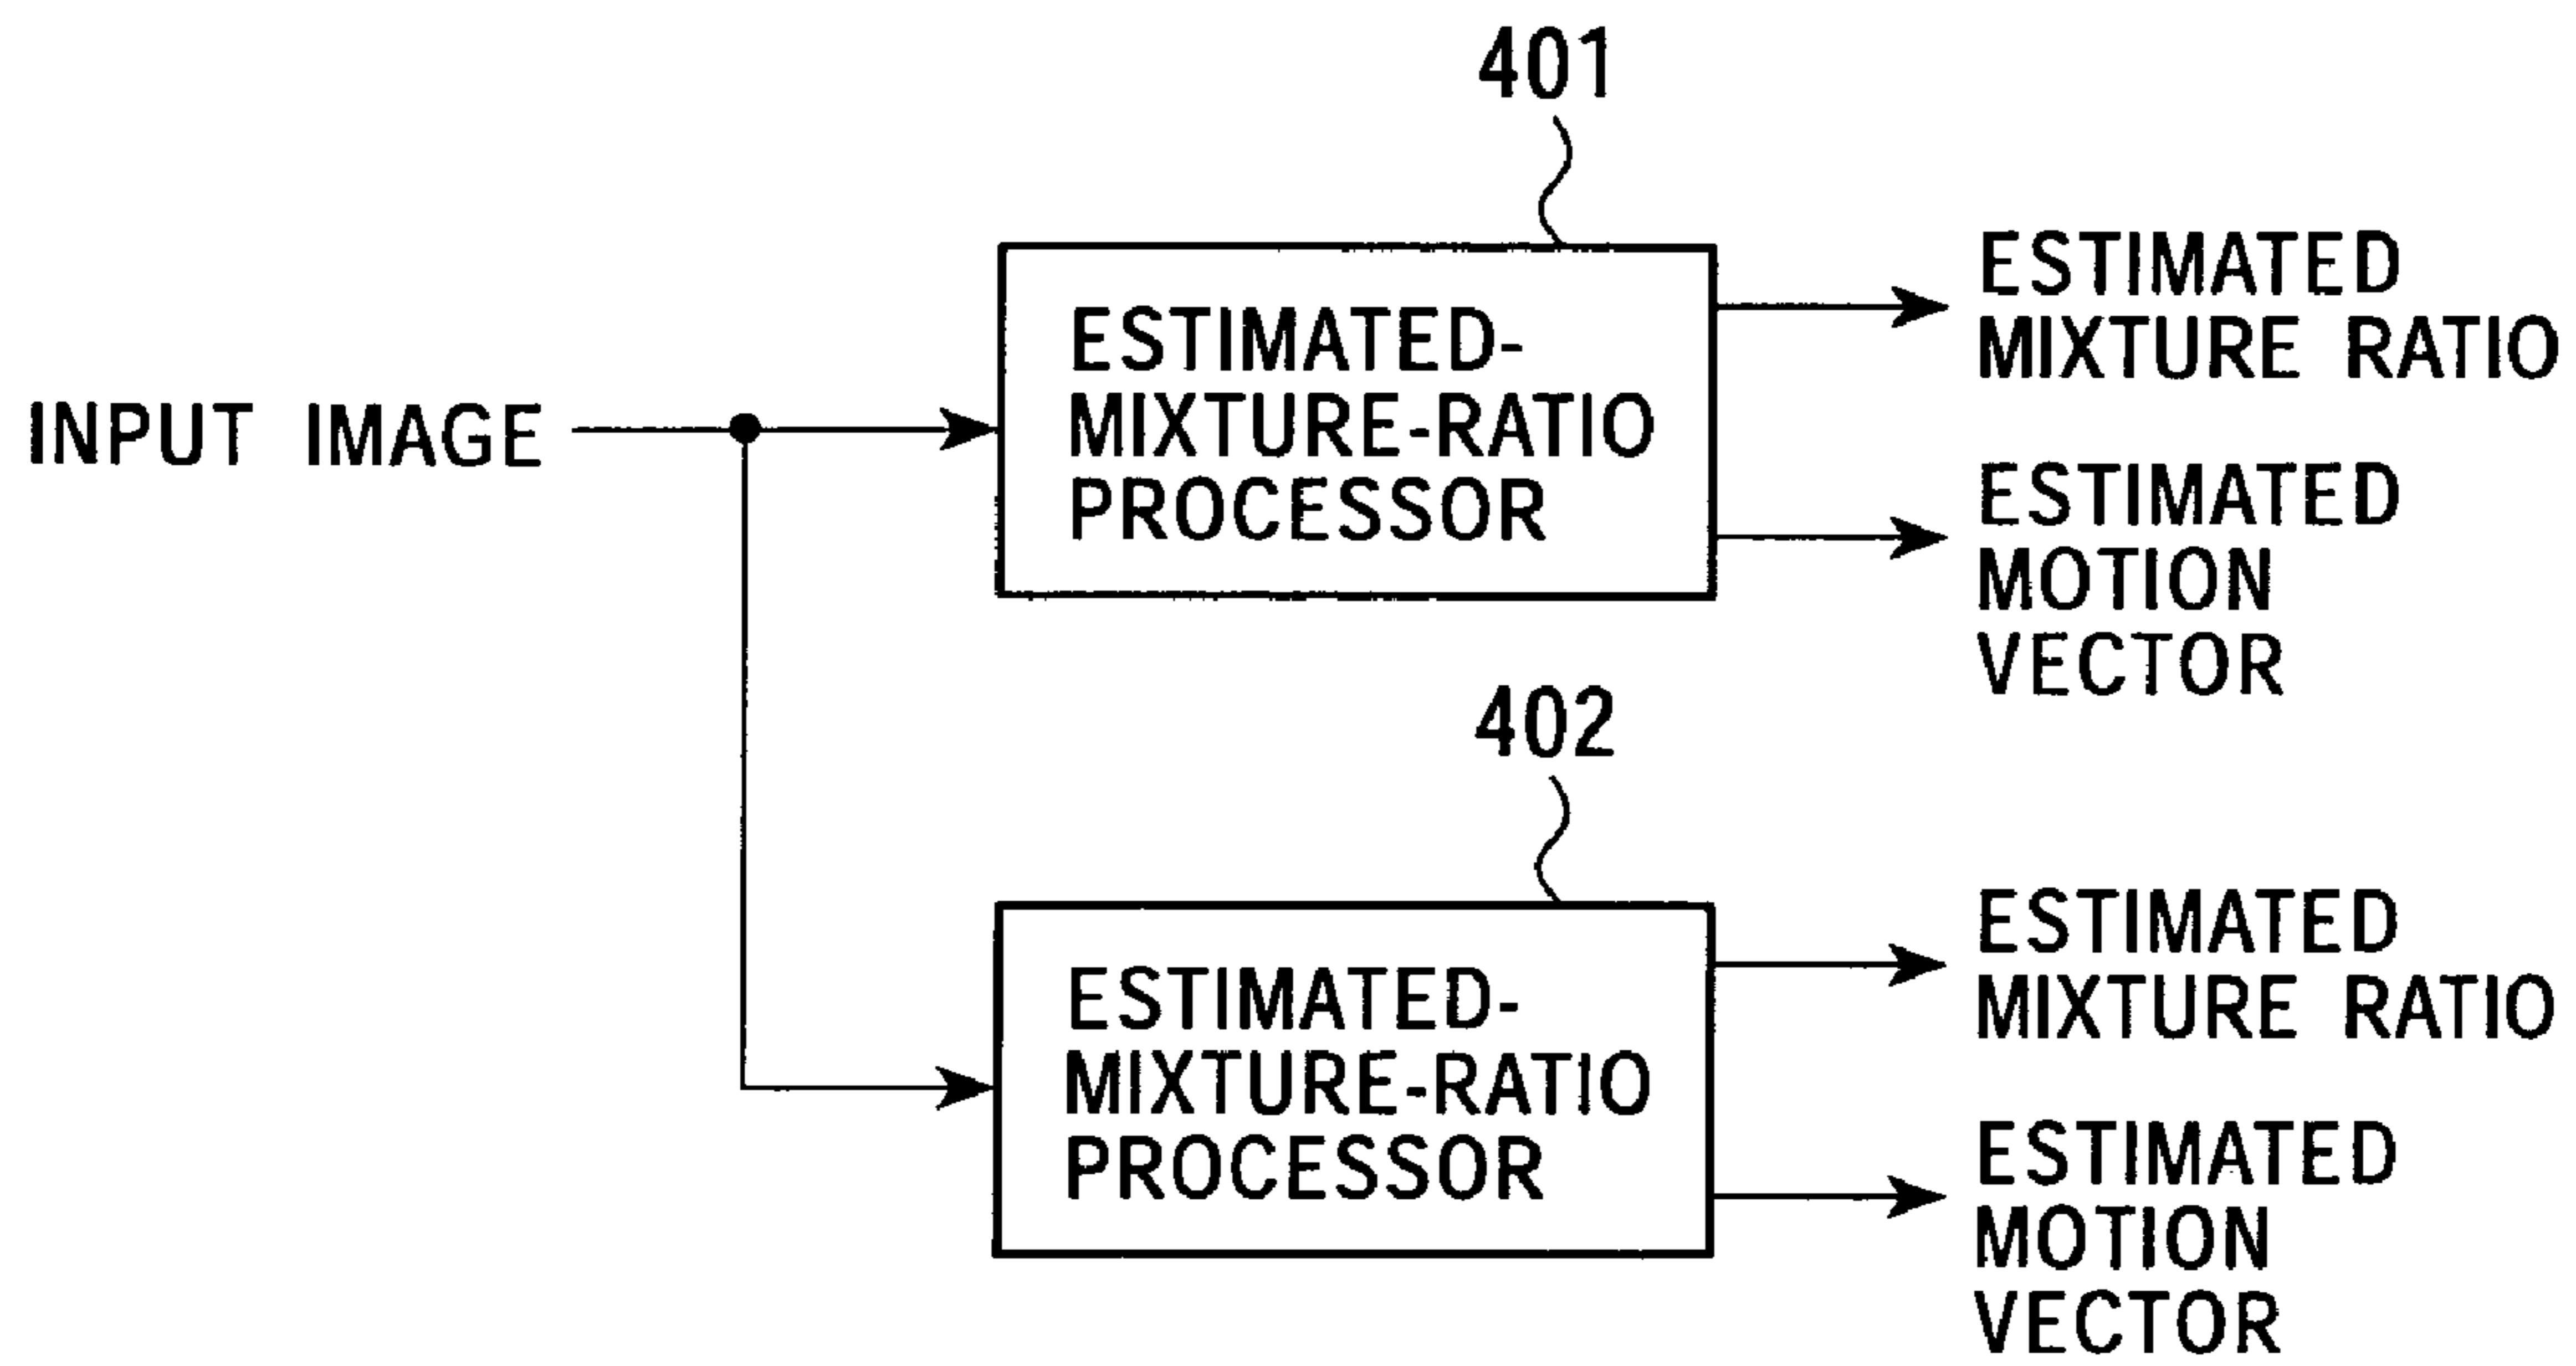 401
INPUT IMAGE
ESTIMATED-
MIXTURE-RATIO
PROCESSOR
ESTIMATED
MIXTURE RATIO
ESTIMATED
MOTION
VECTOR
402
ESTIMATED-
MIXTURE-RATIO
PROCESSOR
ESTIMATED
MIXTURE RATIO
ESTIMATED
MOTION
VECTOR